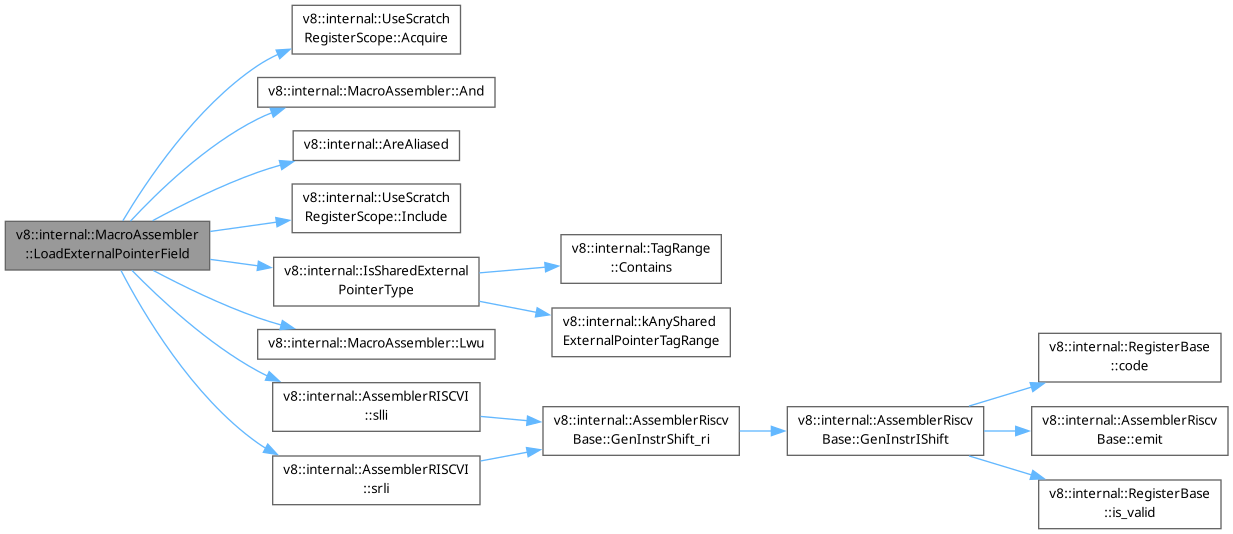 v8::internal::MacroAssembler
::LoadExternalPointerField
v8::internal::UseScratch
RegisterScope::Acquire
v8::internal::MacroAssembler::And
v8::internal::AreAliased
v8::internal::UseScratch
RegisterScope::Include
v8::internal::IsSharedExternal
PointerType
v8::internal::TagRange
::Contains
v8::internal::kAnyShared
ExternalPointerTagRange
v8::internal::MacroAssembler::Lwu
v8::internal::AssemblerRISCVI
::slli
v8::internal::AssemblerRiscv
Base::GenInstrShift_ri
v8::internal::AssemblerRiscv
Base::GenInstrIShift
v8::internal::RegisterBase
::code
v8::internal::AssemblerRiscv
Base::emit
v8::internal::RegisterBase
::is_valid
v8::internal::AssemblerRISCVI
::srli